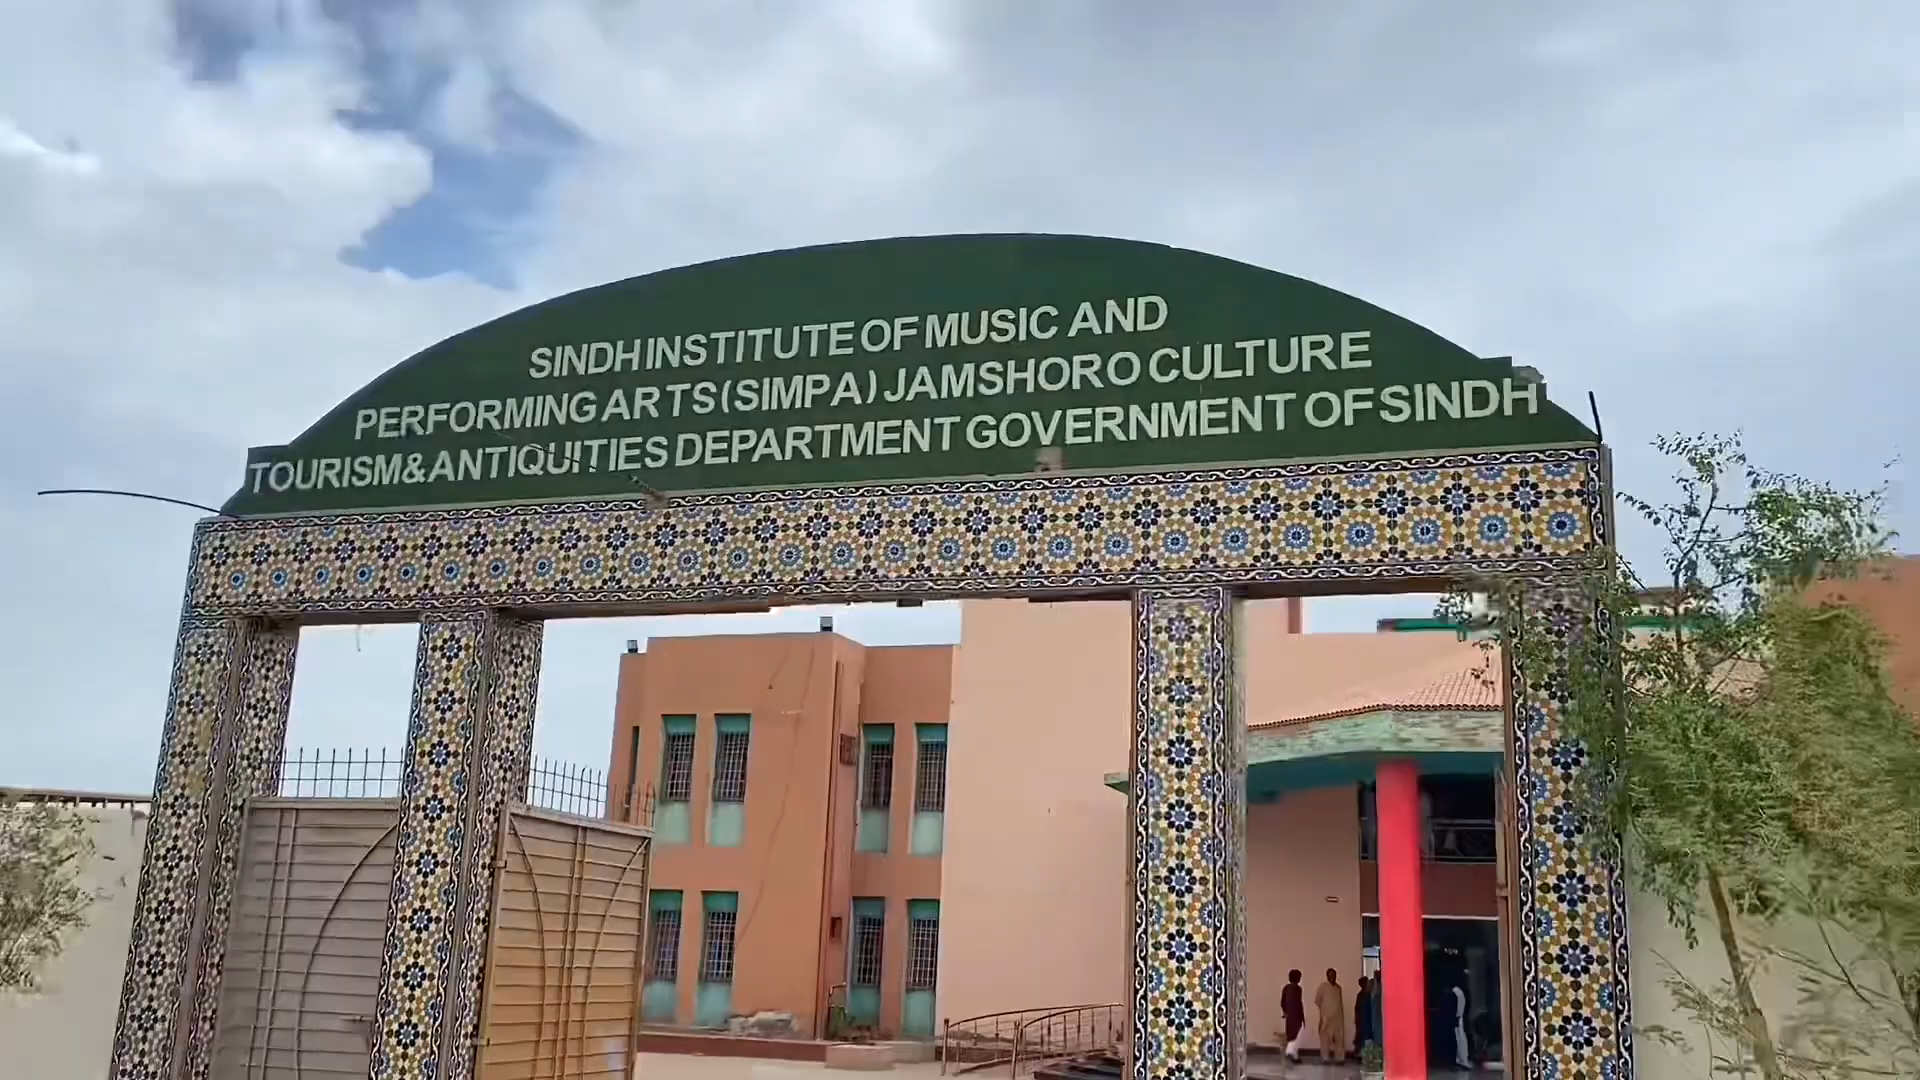 SINDH INSTITUTE OF MUSIC AND
PERFORMING ARTS (SIMPA) JAMSHORO CULTURE
TOURISM & ANTIQUITIES DEPARTMENT GOVERNMENT OF SINDH